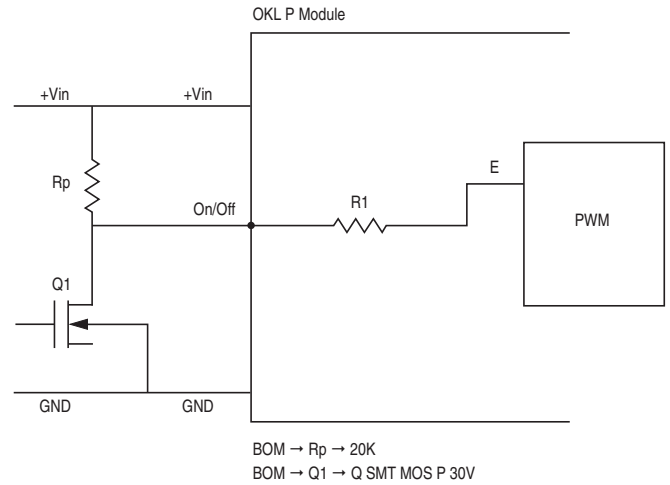 OKL P Module
+Vin
+Vin
E
Rp
R1
On/Off
PWM
Q1
GND
GND
BOM → Rp → 20K
BOM → Q1 → Q SMT MOS P 30V